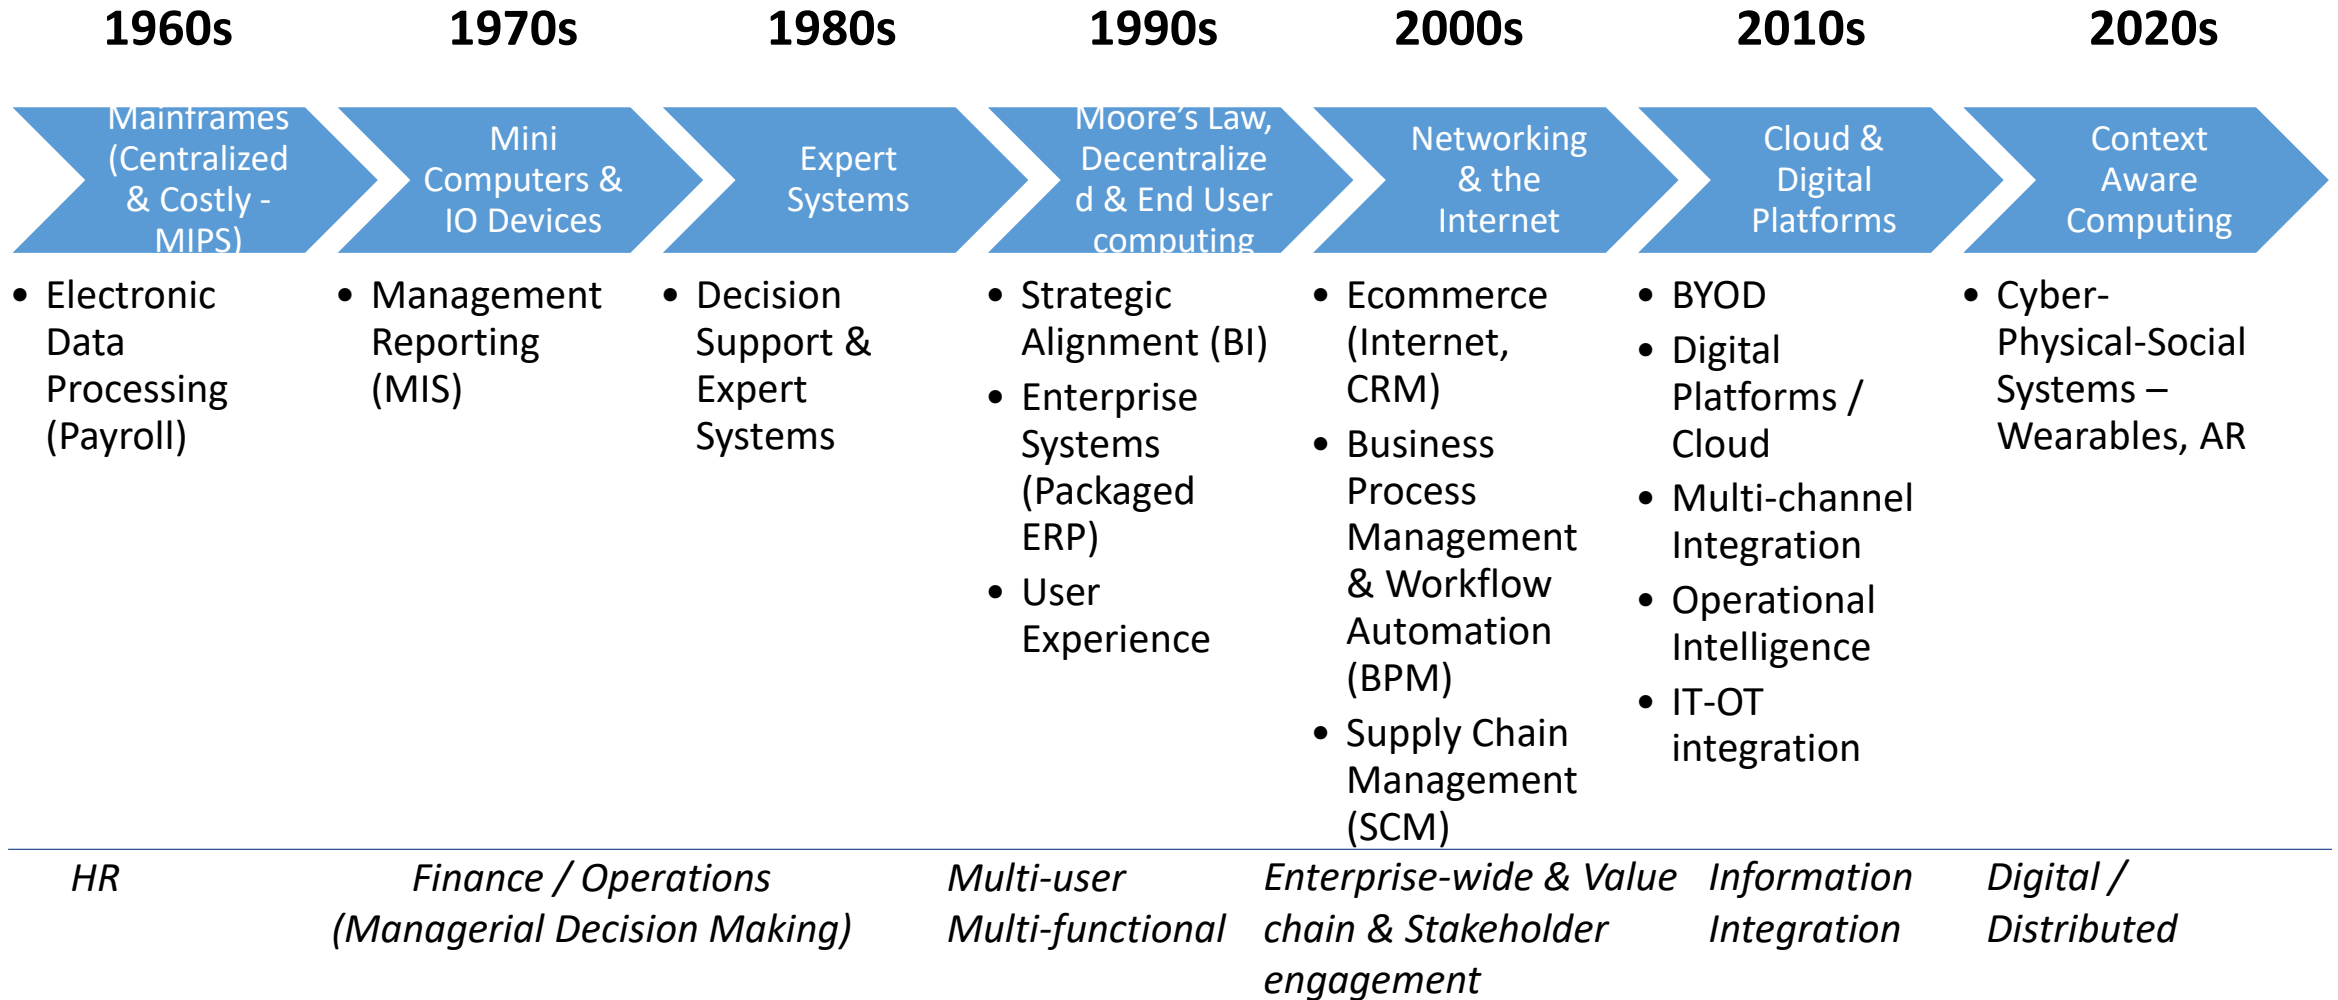 1960s
1970s
1980s
1990s
2000s
2010s
2020s
Mainframes
(Centralized
& Costly -
MIPS)
Mini
Computers &
IO Devices
Expert
Systems
Moore's Law,
Decentralize
d & End User
computing
Networking
& the
Internet
Cloud &
Digital
Platforms
Context
Aware
Computing
• Electronic
Data
Processing
(Payroll)
• Management
Reporting
(MIS)
• Decision
Support &
Expert
Systems
• Strategic
Alignment (BI)
• Enterprise
Systems
(Packaged
ERP)
• User
Experience
• Ecommerce
(Internet,
CRM)
• Business
Process
Management
& Workflow
Automation
(BPM)
• Supply Chain
Management
(SCM)
• BYOD
• Digital
Platforms /
Cloud
• Multi-channel
Integration
• Operational
Intelligence
• IT-OT
integration
• Cyber-
Physical-Social
Systems –
Wearables, AR
HR
Finance / Operations
(Managerial Decision Making)
Multi-user
Multi-functional
Enterprise-wide & Value
chain & Stakeholder
engagement
Information
Integration
Digital /
Distributed